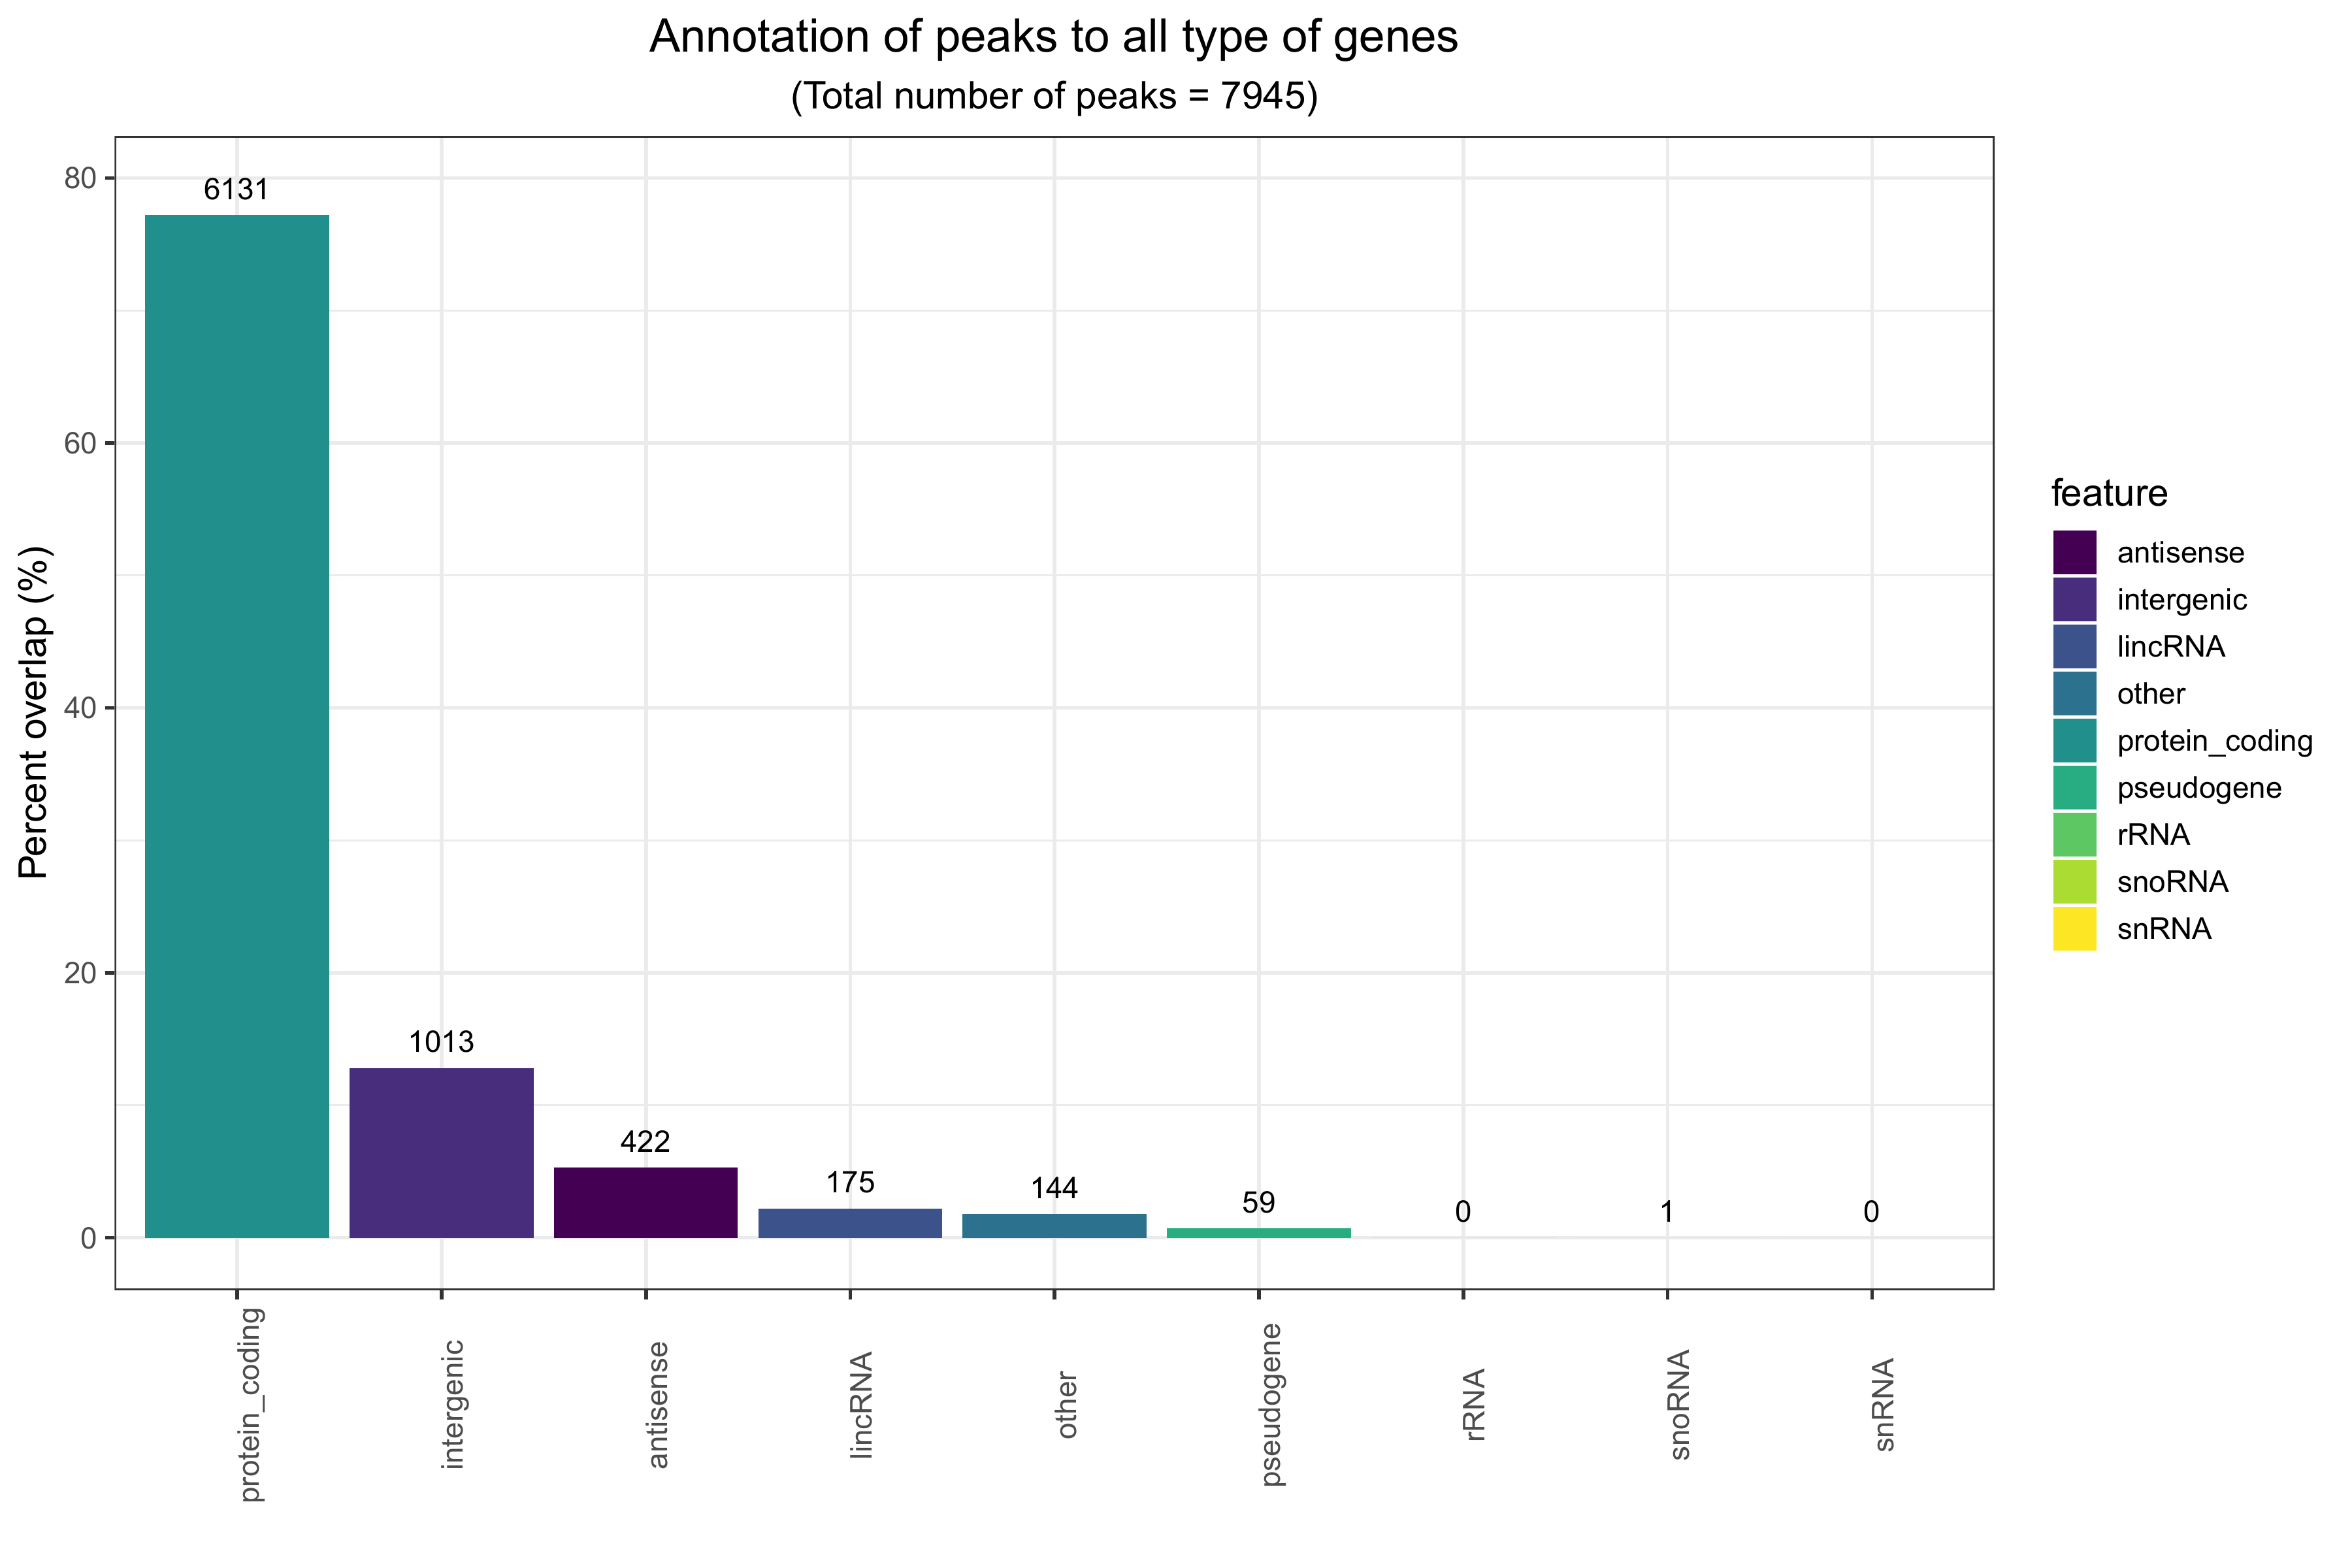 Annotation of peaks to all type of genes
(Total number of peaks = 7945)
Percent overlap (%)
80
60
40
20
0
6131
1013
422
175
144
59
0
1
0
protein_coding
intergenic
antisense
lincRNA
other
pseudogene
rRNA
snoRNA
snRNA
feature
antisense
intergenic
lincRNA
other
protein_coding
pseudogene
rRNA
snoRNA
snRNA